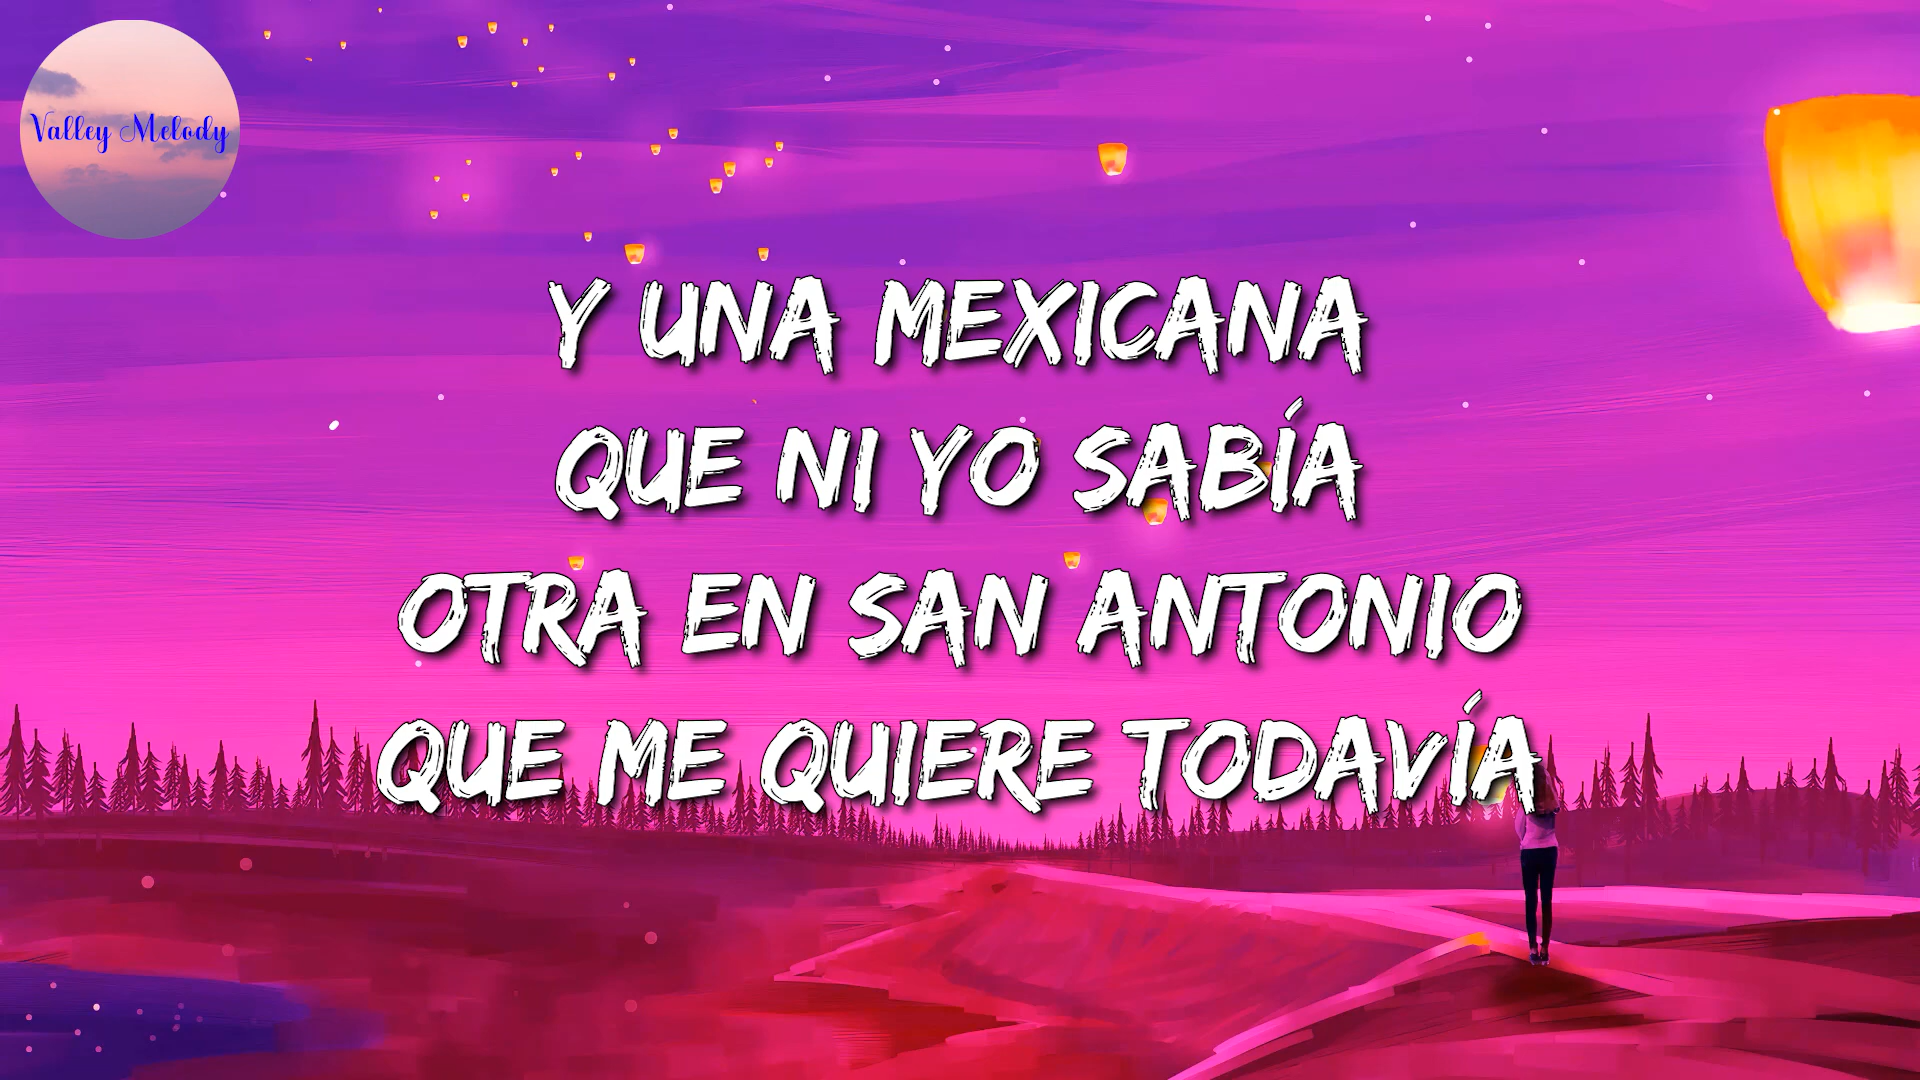 Valley Melody
Y UNA MEXICANA
QUE NI YO SABÍA
OTRA EN SAN ANTONIO
QUE ME QUIERE TODAVÍA